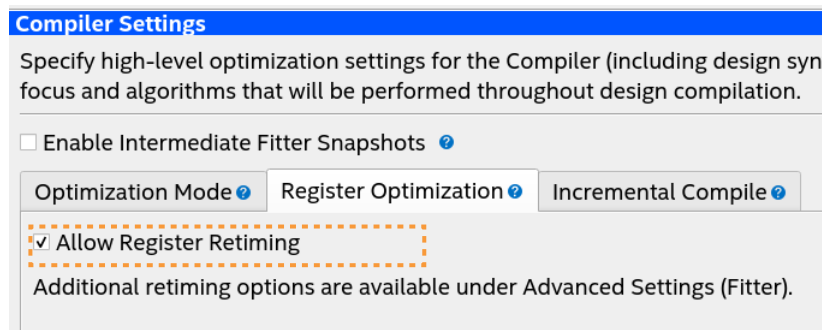 Compiler Settings
Specify high-level optimization settings for the Compiler (including design syn
focus and algorithms that will be performed throughout design compilation.
Enable Intermediate Fitter Snapshots
Optimization Mode Register Optimization Incremental Compile
Allow Register Retiming
Additional retiming options are available under Advanced Settings (Fitter).